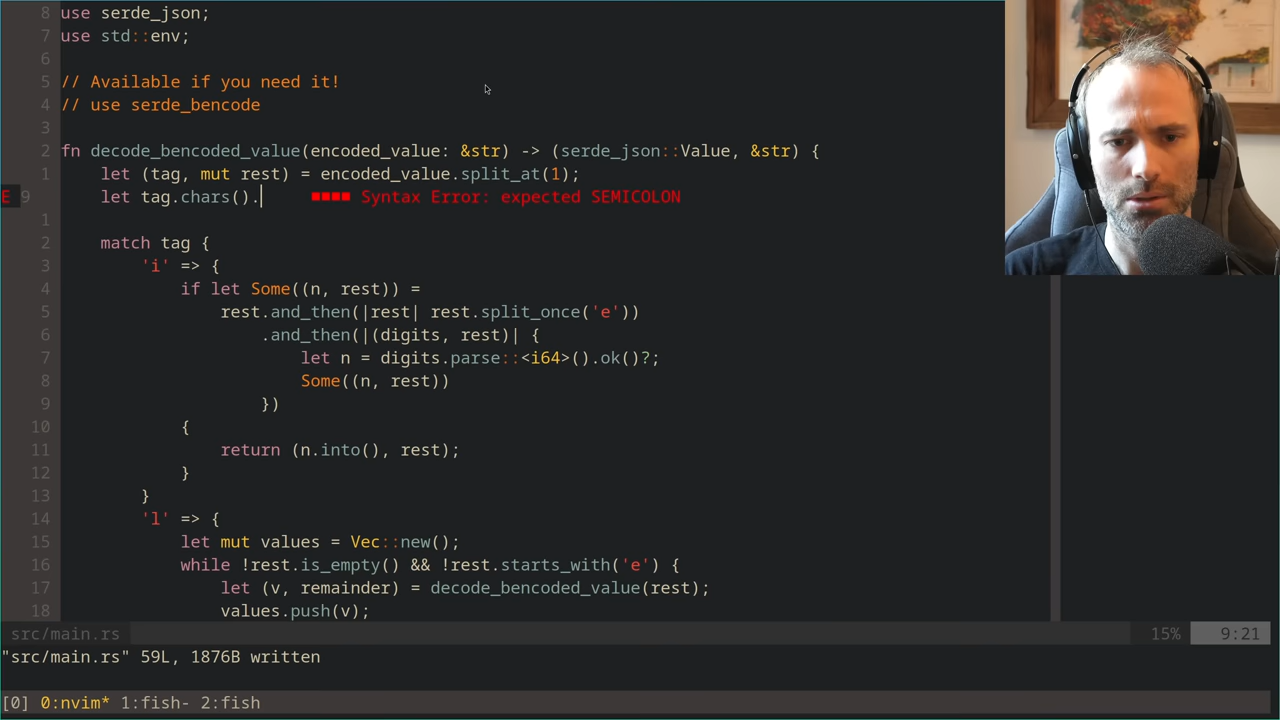 8 use serde_json;
7 use std::env;
6
5 // Available if you need it!
4 // use serde_bencode
3
2 fn decode_bencoded_value(encoded_value: &str) -> (serde_json::Value, &str) {
1 let (tag, mut rest) = encoded_value.split_at(1);
E 9 let tag.chars(). ■■■■ Syntax Error: expected SEMICOLON
1
2 match tag {
3 'i' => {
4 if let Some((n, rest)) =
5 rest.and_then(|rest| rest.split_once('e'))
6 .and_then(|(digits, rest)| {
7 let n = digits.parse::<i64>().ok()?;
8 Some((n, rest))
9 })
10 {
11 return (n.into(), rest);
12 }
13 }
14 'l' => {
15 let mut values = Vec::new();
16 while !rest.is_empty() && !rest.starts_with('e') {
17 let (v, remainder) = decode_bencoded_value(rest);
18 values.push(v);
src/main.rs 15% 9:21
"src/main.rs" 59L, 1876B written
[0] 0:nvim* 1:fish- 2:fish